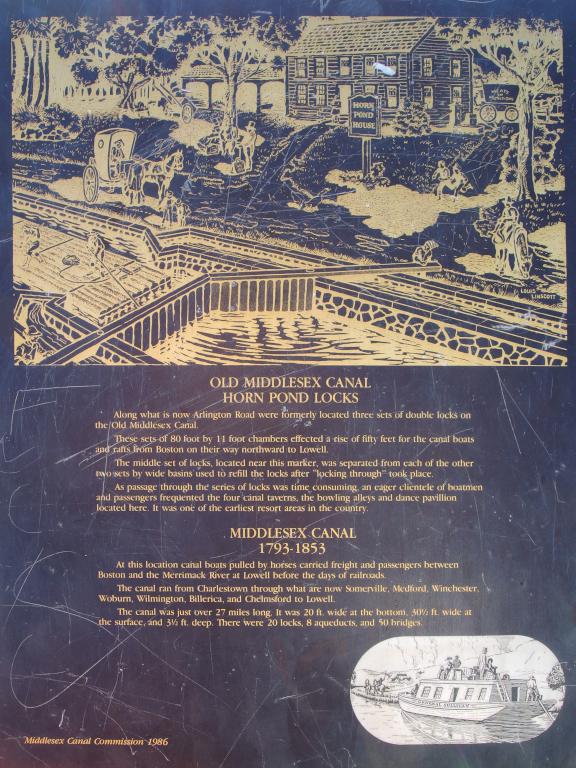 HORN
POND
HOUSE
LOUIS
LINSCOTT
OLD MIDDLESEX CANAL
HORN POND LOCKS
Along what is now Arlington Road were formerly located three sets of double locks on
the Old Middlesex Canal.
These sets of 80 foot by 11 foot chambers effected a rise of fifty feet for the canal boats
and rafts from Boston on their way northward to Lowell.
The middle set of locks, located near this marker, was separated from each of the other
two sets by wide basins used to refill the locks after "locking through" took place.
As passage through the series of locks was time consuming, an eager clientele of boatmen
and passengers frequented the four canal taverns, the bowling alleys and dance pavillion
located here. It was one of the earliest resort areas in the country.
MIDDLESEX CANAL
1793-1853
At this location canal boats pulled by horses carried freight and passengers between
Boston and the Merrimack River at Lowell before the days of railroads.
The canal ran from Charlestown through what are now Somerville, Medford, Winchester,
Woburn, Wilmington, Billerica, and Chelmsford to Lowell.
The canal was just over 27 miles long. It was 20 ft. wide at the bottom, 30½ ft. wide at
the surface, and 3½ ft. deep. There were 20 locks, 8 aqueducts, and 50 bridges.
GENERAL SULLIVAN
Middlesex Canal Commission 1986